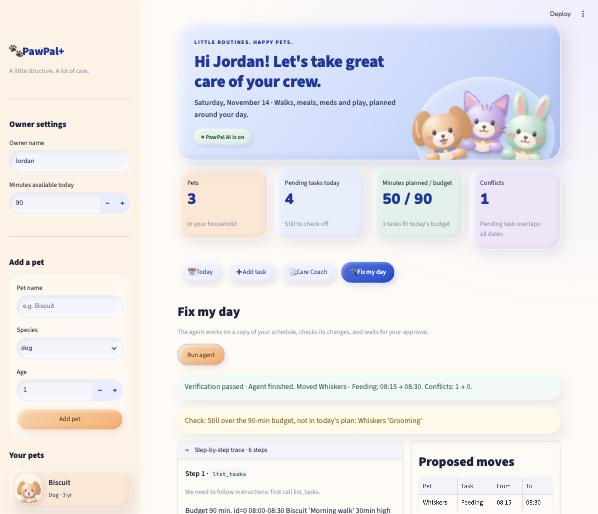 Deploy
PawPal+
A little structure. A lot of care.
Owner settings
Owner name
Jordan
Minutes available today
90
Add a pet
Pet name
e.g. Biscuit
Species
dog
Age
1
Add pet
Your pets
Biscuit
Dog · 3 yr
LITTLE ROUTINES. HAPPY PETS.
Hi Jordan! Let's take great
care of your crew.
Saturday, November 14 · Walks, meals, meds and play, planned
around your day.
PawPal AI is on
Pets
3
In your household
Pending tasks today
4
Still to check off
Minutes planned / budget
50 / 90
3 tasks fit today's budget
Conflicts
1
Pending task overlaps ·
all dates
Today
Add task
Care Coach
Fix my day
Fix my day
The agent works on a copy of your schedule, checks its changes, and waits for your approval.
Run agent
Verification passed · Agent finished. Moved Whiskers - Feeding: 08:15 → 08:30. Conflicts: 1 → 0.
Check: Still over the 90-min budget, not in today's plan: Whiskers 'Grooming'
Step-by-step trace · 6 steps
Step 1 · list_tasks
We need to follow instructions: first call list_tasks.
Budget 90 min. id=0 08:00-08:30 Biscuit 'Morning walk' 30min high
Proposed moves
Pet Task From To
Whiskers Feeding 08:15 08:30